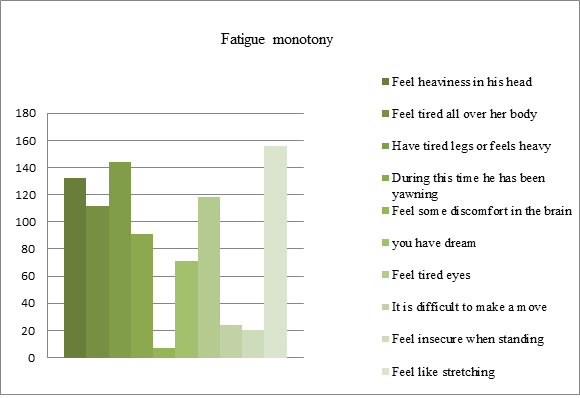 Fatigue monotony
180
160
140
120
100
80
60
40
20
0
Feel heaviness in his head
Feel tired all over her body
Have tired legs or feels heavy
During this time he has been
yawning
Feel some discomfort in the brain
you have dream
Feel tired eyes
It is difficult to make a move
Feel insecure when standing
Feel like stretching